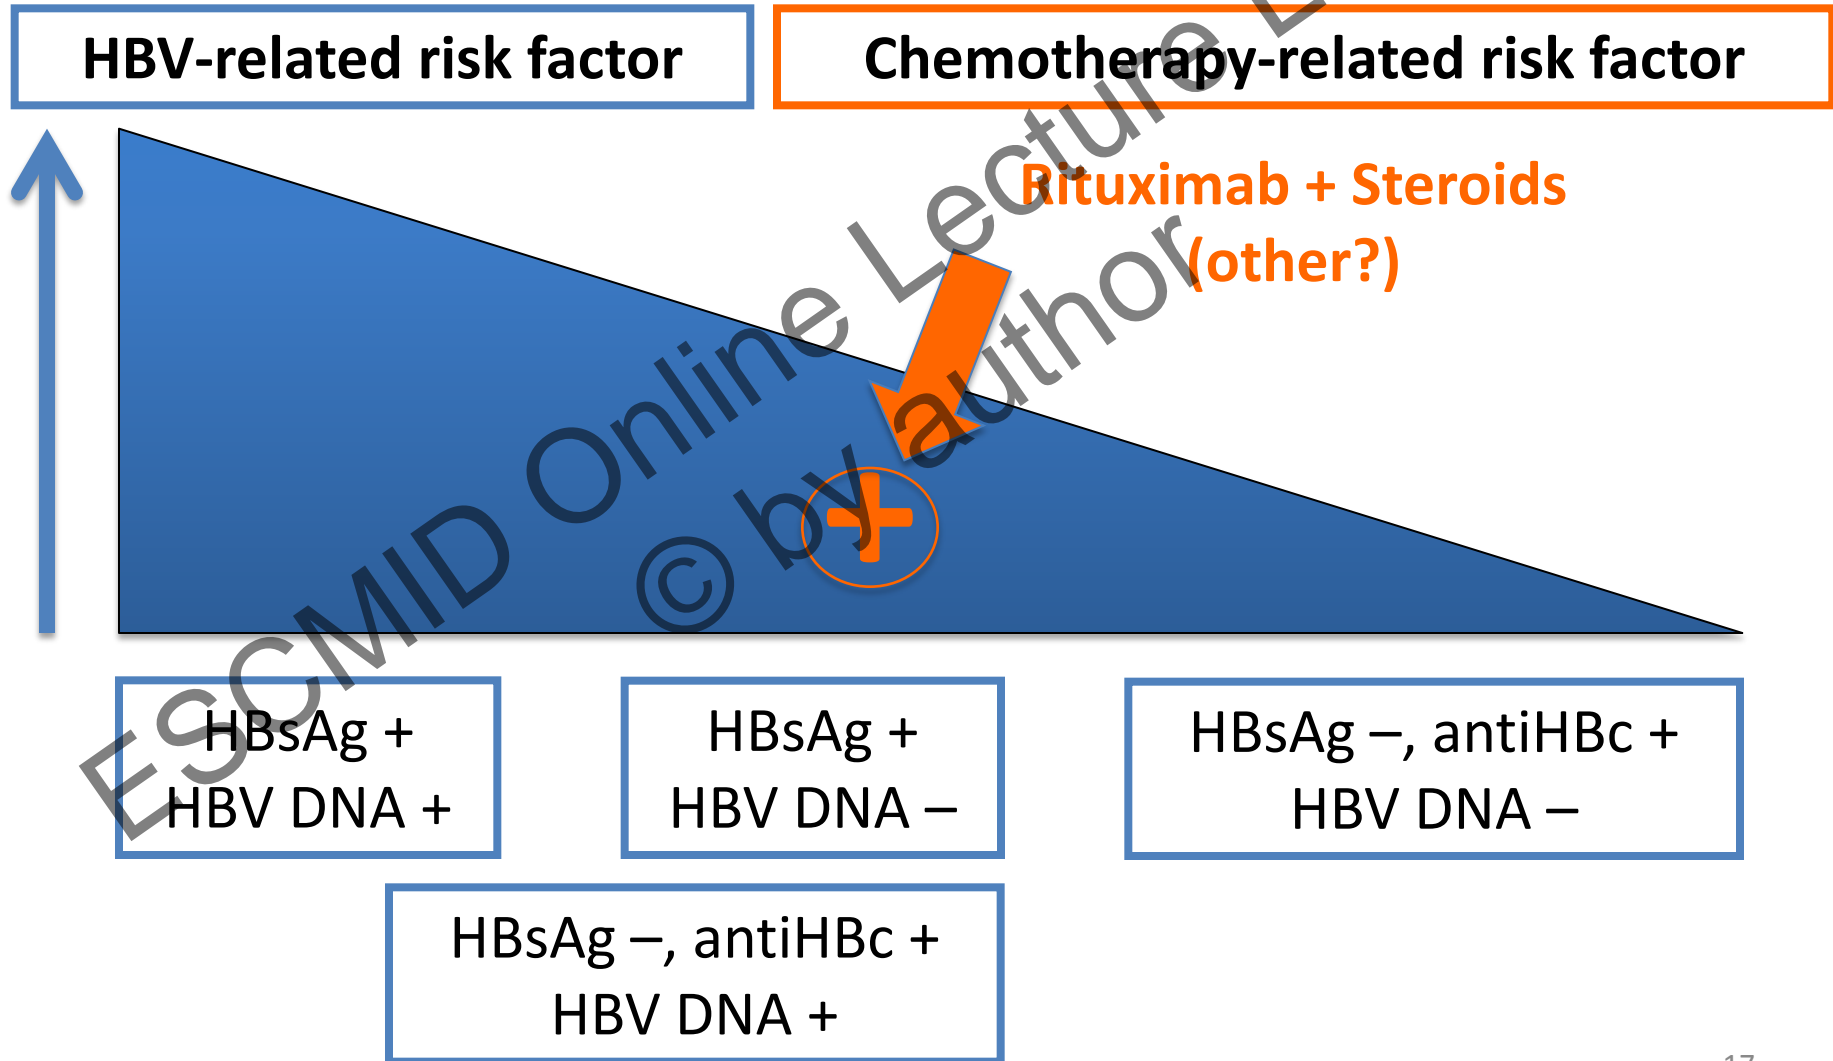 HBV-related risk factor
Chemotherapy-related risk factor
Rituximab + Steroids
(other?)
+
HBsAg +
HBV DNA +
HBsAg +
HBV DNA –
HBsAg –, antiHBc +
HBV DNA –
HBsAg –, antiHBc +
HBV DNA +
ESCMID Online Lecture
© by author
17